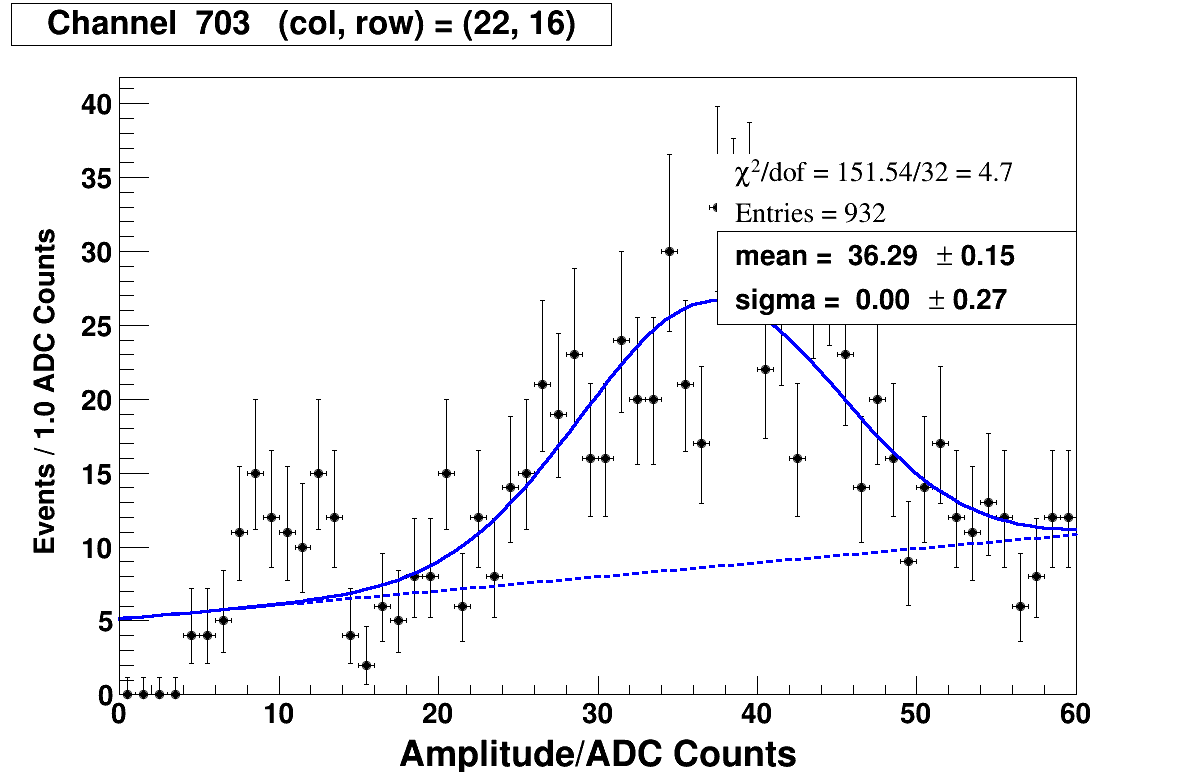 Channel 703 (col, row) = (22, 16)
40
35
30
25
20
15
10
5
0
Events / 1.0 ADC Counts
χ²/dof = 151.54/32 = 4.7
Entries = 932
mean = 36.29 ± 0.15
sigma = 0.00 ± 0.27
0 10 20 30 40 50 60
Amplitude/ADC Counts